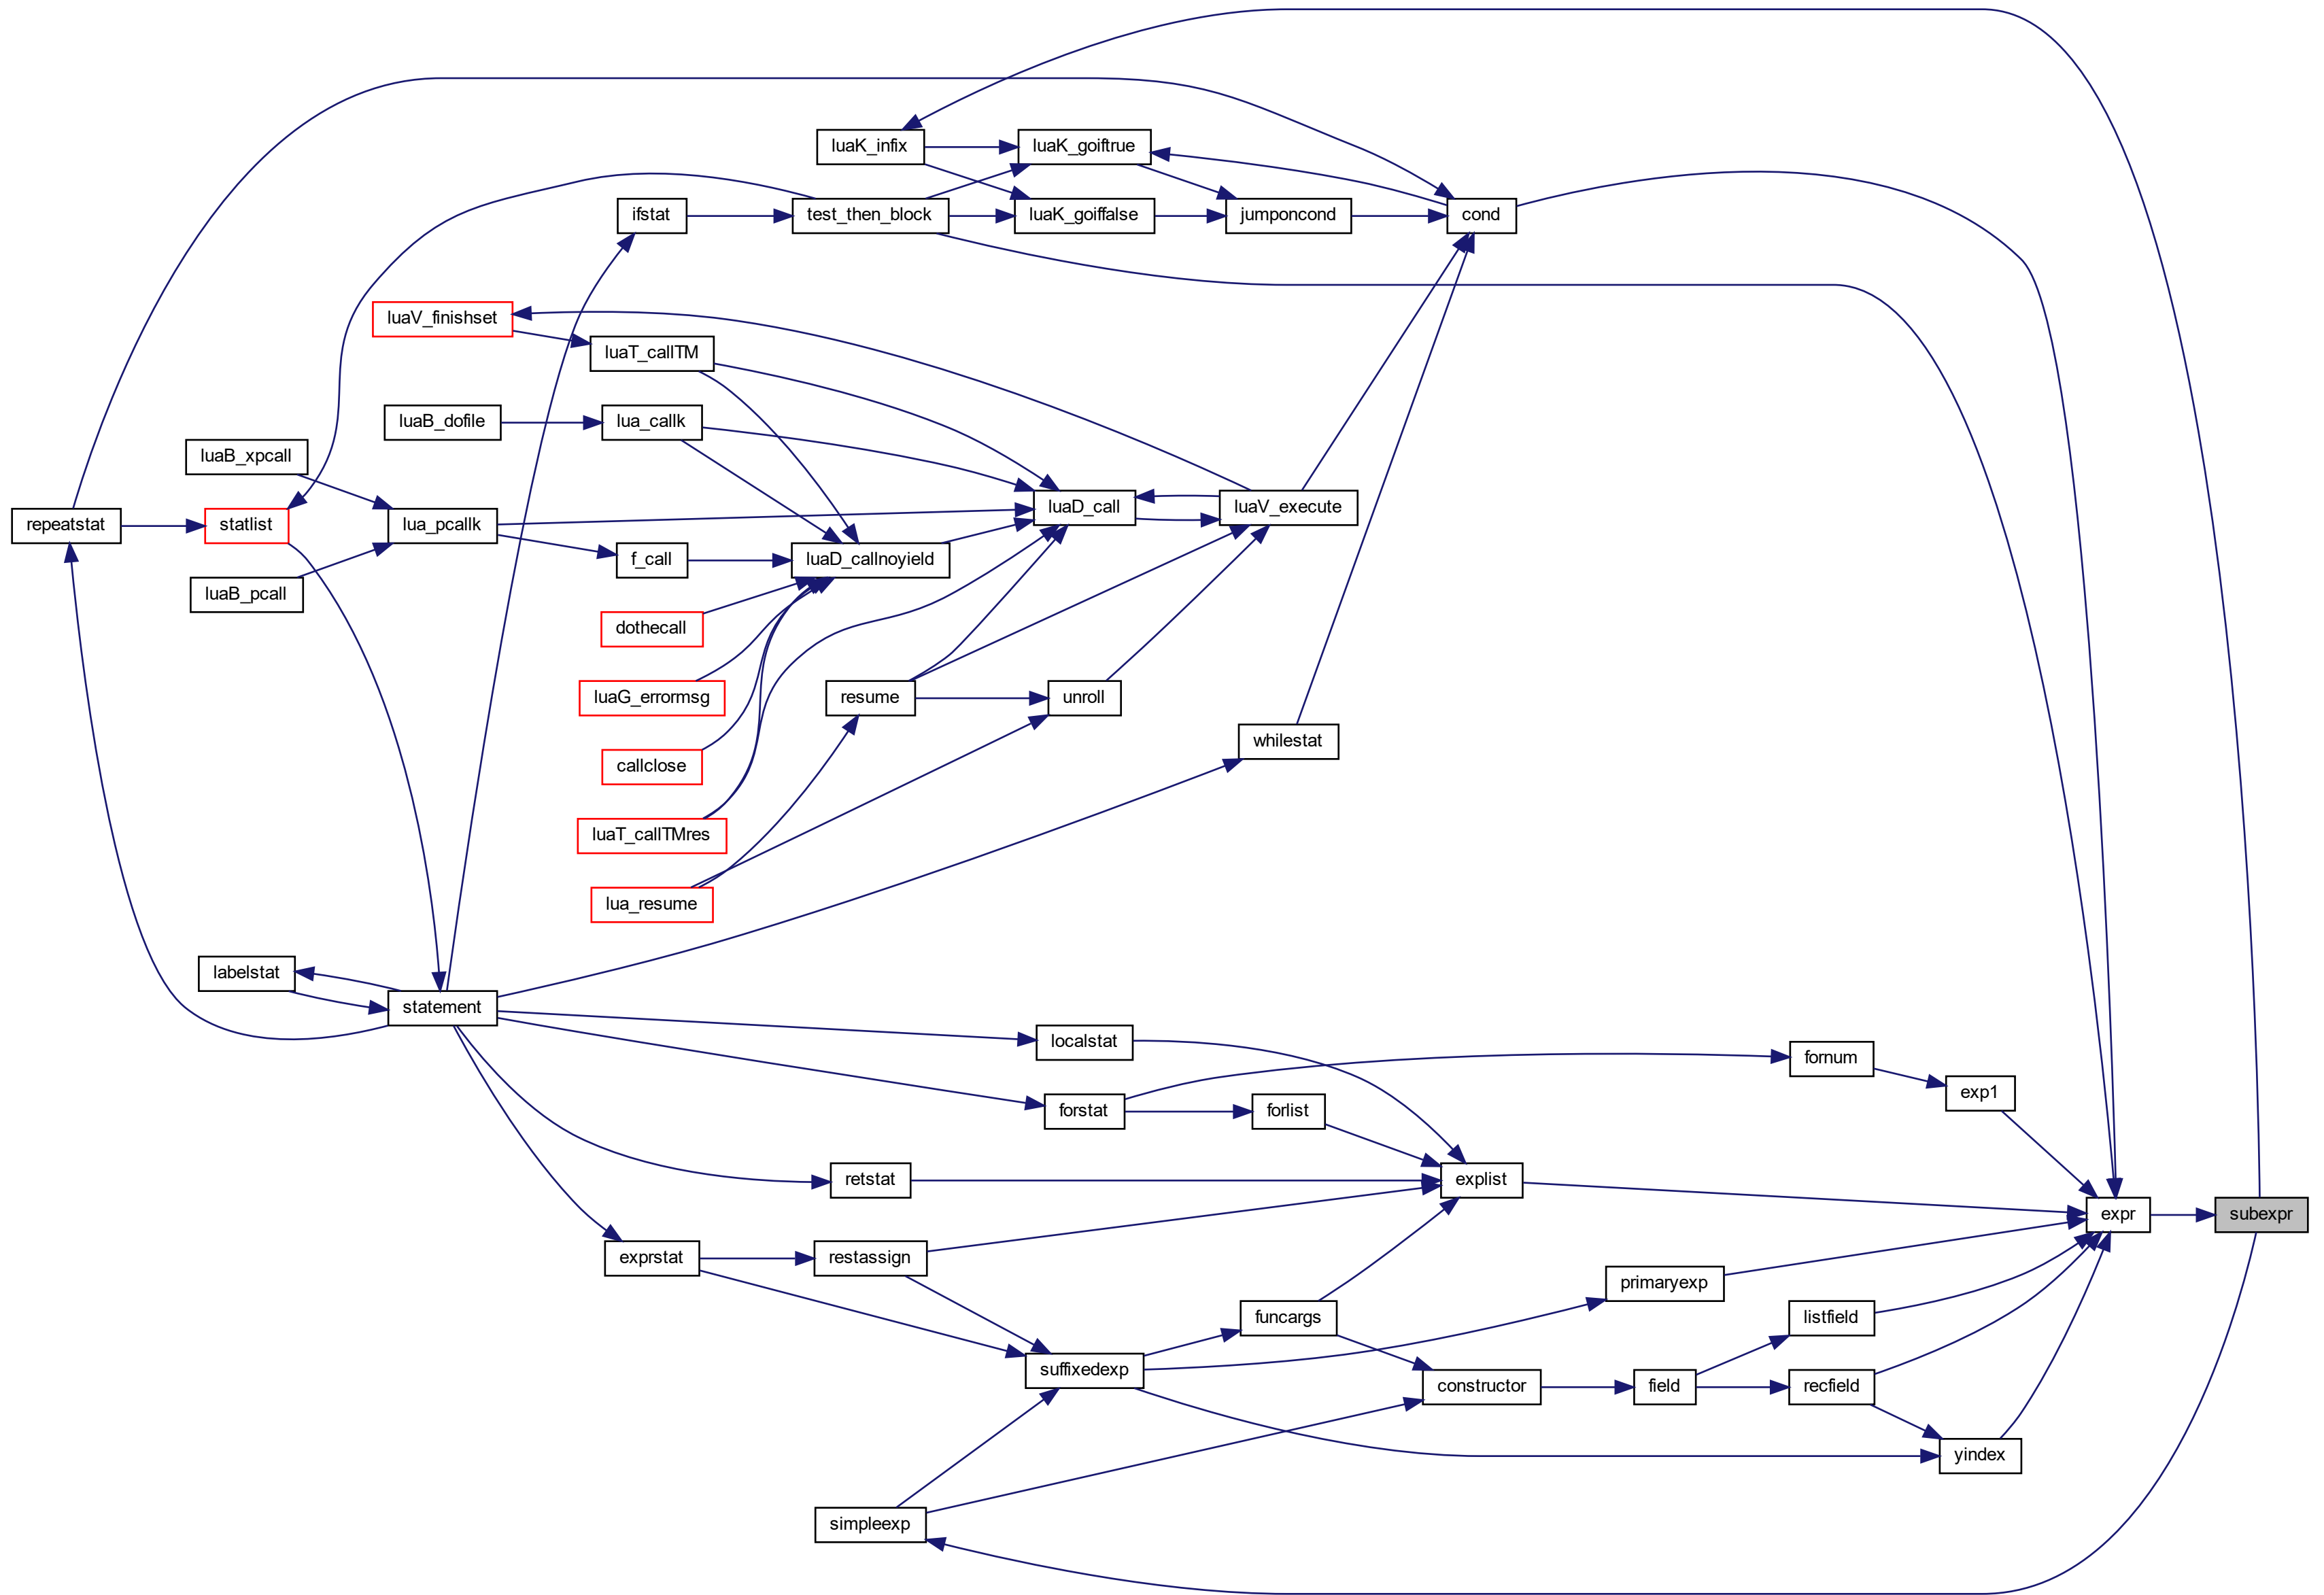 luaK_infix
luaK_goiftrue
ifstat
test_then_block
luaK_goiffalse
jumponcond
cond
luaV_finishset
luaT_callTM
luaB_dofile
lua_callk
luaB_xpcall
repeatstat
statlist
lua_pcallk
luaD_call
luaV_execute
f_call
luaD_callnoyield
luaB_pcall
dothecall
luaG_errormsg
resume
unroll
whilestat
callclose
luaT_callTMres
lua_resume
labelstat
statement
localstat
fornum
exp1
forstat
forlist
retstat
explist
expr
subexpr
exprstat
restassign
primaryexp
funcargs
listfield
suffixedexp
constructor
field
recfield
yindex
simpleexp